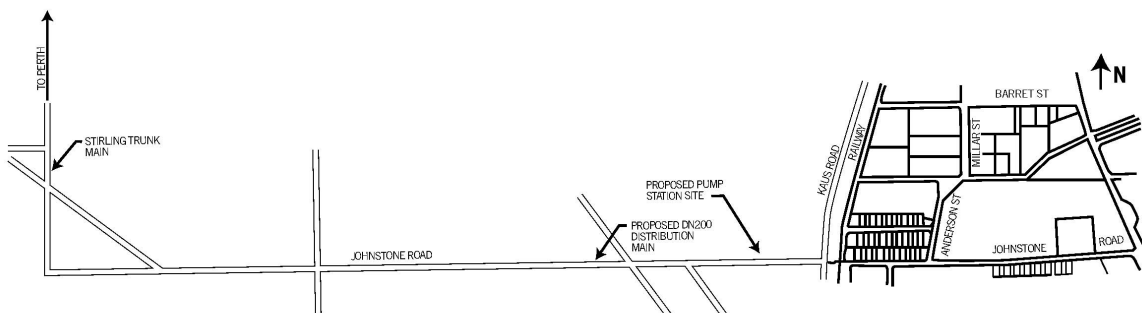 TO PERTH
STIRLING TRUNK
MAIN
JOHNSTONE ROAD
PROPOSED DN200
DISTRIBUTION
MAIN
PROPOSED PUMP
STATION SITE
KAUS ROAD
RAILWAY
MILLAR ST
BARRET ST
N
ANDERSON ST
JOHNSTONE ROAD